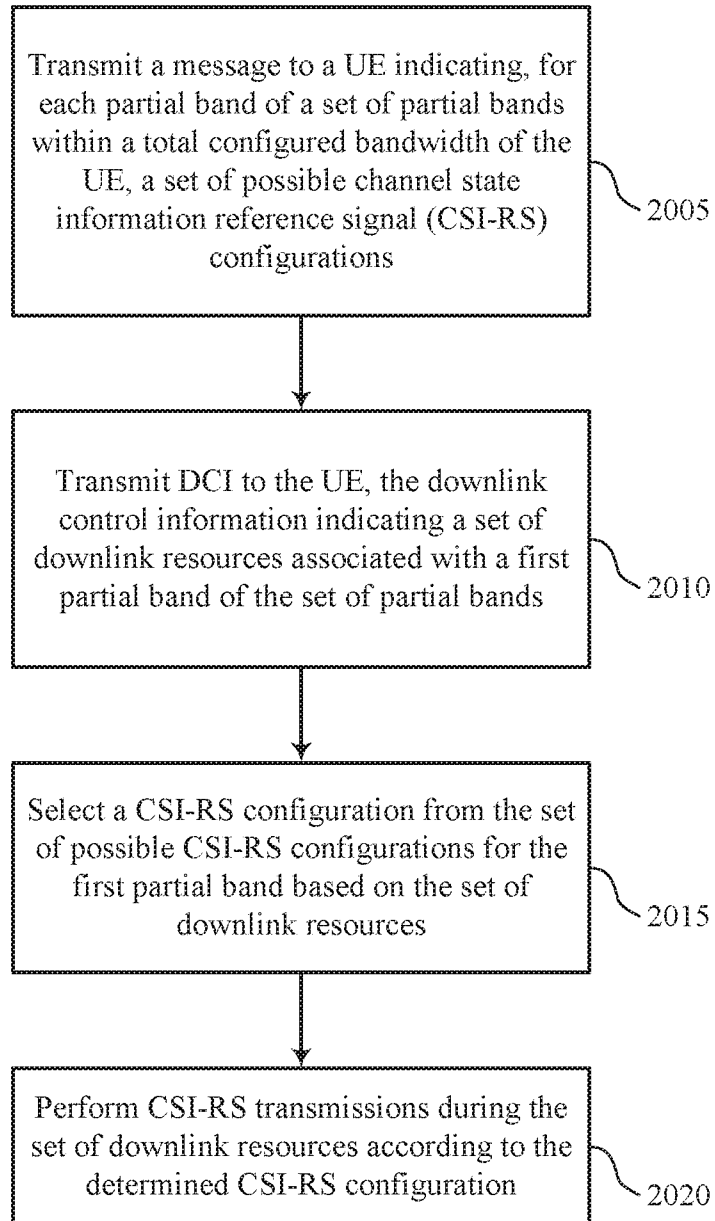 Transmit a message to a UE indicating, for
each partial band of a set of partial bands
within a total configured bandwidth of the
UE, a set of possible channel state
information reference signal (CSI-RS)
configurations
2005
Transmit DCI to the UE, the downlink
control information indicating a set of
downlink resources associated with a first
partial band of the set of partial bands
2010
Select a CSI-RS configuration from the set
of possible CSI-RS configurations for the
first partial band based on the set of
downlink resources
2015
Perform CSI-RS transmissions during the
set of downlink resources according to the
determined CSI-RS configuration
2020